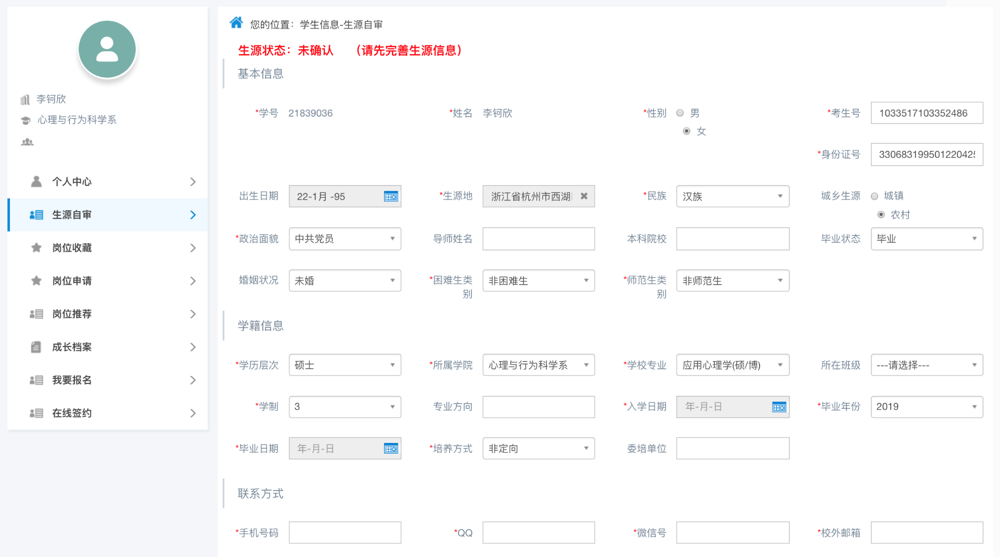 李钶欣
心理与行为科学系
个人中心
生源自审
岗位收藏
岗位申请
岗位推荐
成长档案
我要报名
在线签约
您的位置：学生信息-生源自审
生源状态：未确认 （请先完善生源信息）
基本信息
*学号 21839036 *姓名 李钶欣 *性别 男 *考生号 1033517103352486
女
*身份证号 33068319950122042
出生日期 22-1月 -95 *生源地 浙江省杭州市西湖 *民族 汉族 城乡生源 城镇
农村
*政治面貌 中共党员 导师姓名 本科院校 毕业状态 毕业
婚姻状况 未婚 *困难生类 非困难生 *师范生类 非师范生
别 别
学籍信息
*学历层次 硕士 *所属学院 心理与行为科学系 *学校专业 应用心理学(硕/博) 所在班级 ---请选择---
*学制 3 专业方向 *入学日期 年-月-日 *毕业年份 2019
*毕业日期 年-月-日 *培养方式 非定向 委培单位
联系方式
*手机号码 *QQ *微信号 *校外邮箱